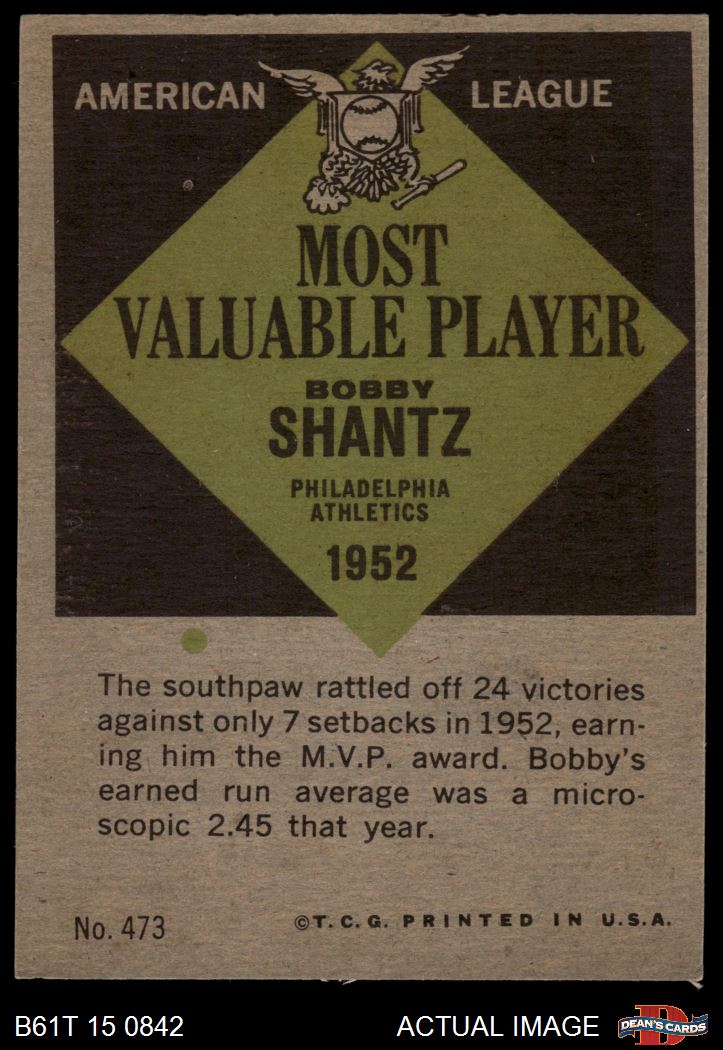 AMERICAN LEAGUE
MOST
VALUABLE PLAYER
BOBBY
SHANTZ
PHILADELPHIA
ATHLETICS
1952
The southpaw rattled off 24 victories
against only 7 setbacks in 1952, earn-
ing him the M.V.P. award. Bobby's
earned run average was a micro-
scopic 2.45 that year.
No. 473 ©T.C.G. PRINTED IN U.S.A.
B61T 15 0842 ACTUAL IMAGE DEAN'S CARDS